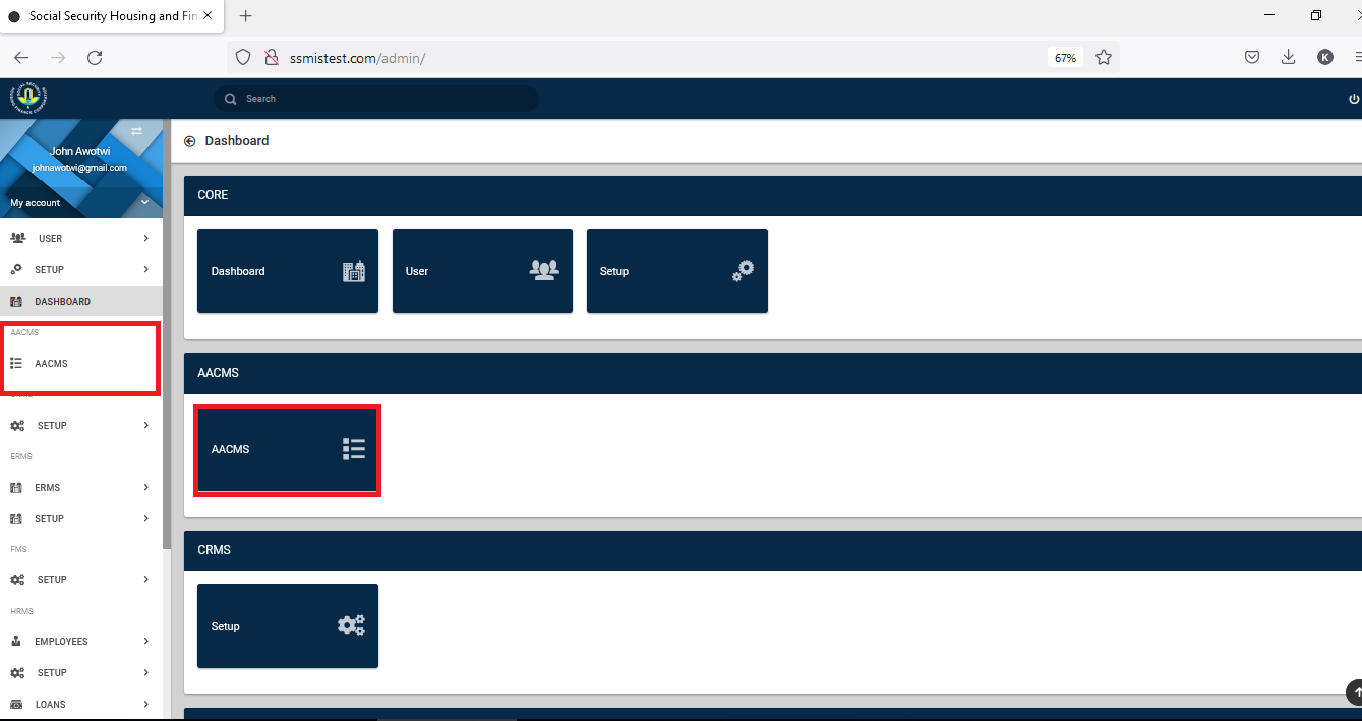 Social Security Housing and Fin
ssmistest.com/admin/
67%
K
Search
John Awotwi
johnawotwi@gmail.com
My account
USER
SETUP
DASHBOARD
AACMS
AACMS
SETUP
ERMS
ERMS
SETUP
FMS
SETUP
HRMS
EMPLOYEES
SETUP
LOANS
Dashboard
CORE
Dashboard
User
Setup
AACMS
AACMS
CRMS
Setup